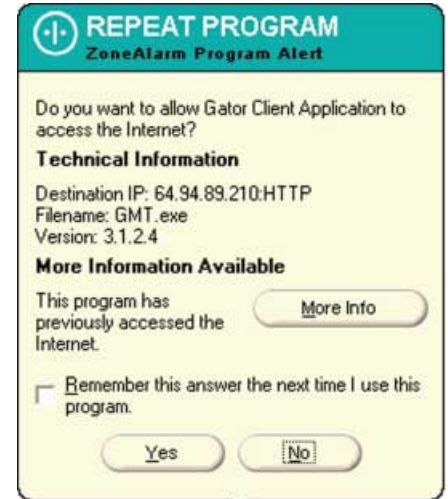 REPEAT PROGRAM
ZoneAlarm Program Alert
Do you want to allow Gator Client Application to
access the Internet?
Technical Information
Destination IP: 64.94.89.210:HTTP
Filename: GMT.exe
Version: 3.1.2.4
More Information Available
This program has
previously accessed the
Internet.
More Info
Remember this answer the next time I use this
program.
Yes
No